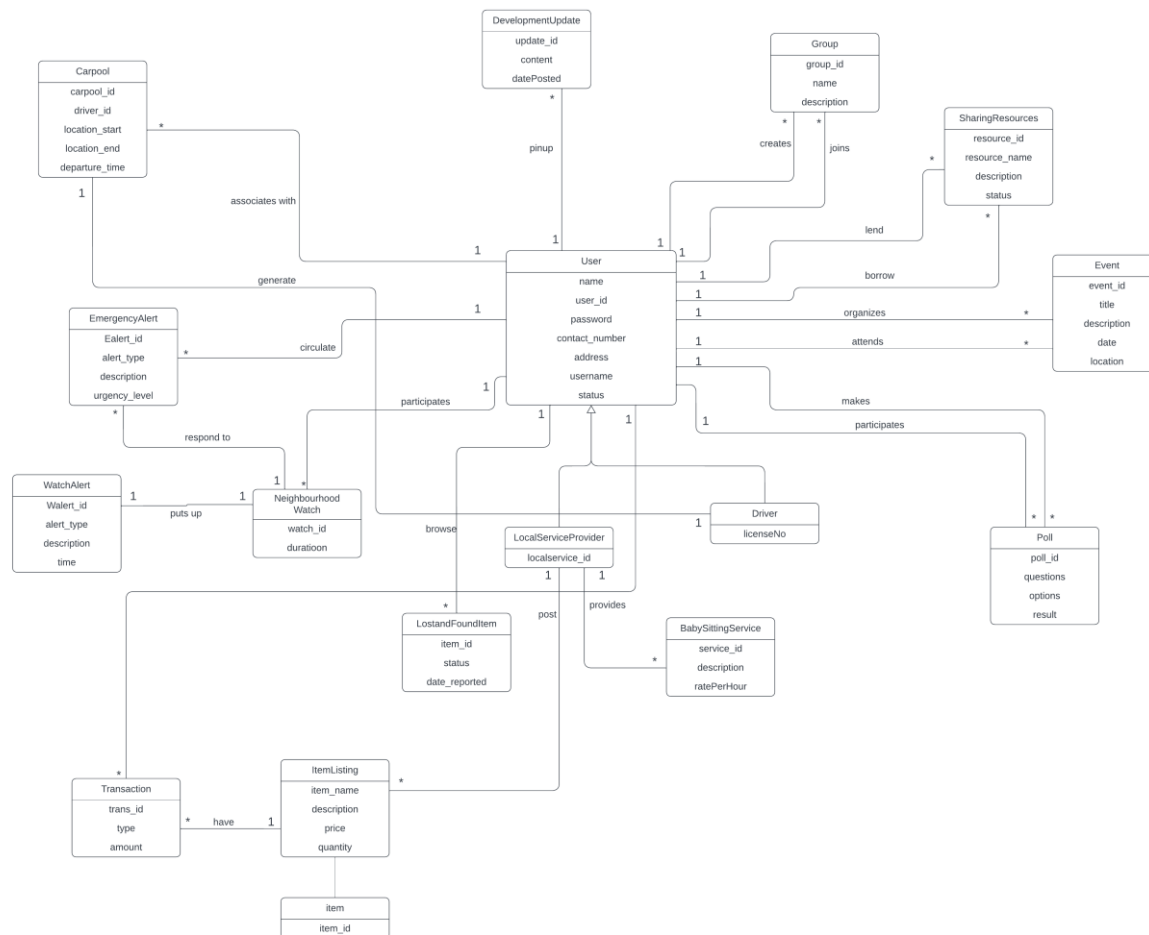 DevelopmentUpdate
update_id
content
datePosted
*
Group
group_id
name
description
*
*
Carpool
carpool_id
driver_id
location_start
location_end
departure_time
*
1
SharingResources
resource_id
resource_name
description
status
*
*
pinup
creates
joins
associates with
lend
borrow
generate
1
1
1
1
1
1
User
name
user_id
password
contact_number
address
username
status
Event
event_id
title
description
date
location
EmergencyAlert
Ealert_id
alert_type
description
urgency_level
*
*
circulate
1
1
organizes
*
1
attends
*
1
makes
1
participates
participates
1
*
1
1
respond to
1
WatchAlert
Walert_id
alert_type
description
time
1
puts up
1
Neighbourhood
Watch
watch_id
duratioon
browse
LocalServiceProvider
localservice_id
1
1
Driver
licenseNo
1
*
*
Poll
poll_id
questions
options
result
post
provides
*
LostandFoundItem
item_id
status
date_reported
BabySittingService
service_id
description
ratePerHour
*
*
Transaction
trans_id
type
amount
*
have
1
ItemListing
item_name
description
price
quantity
*
item
item_id